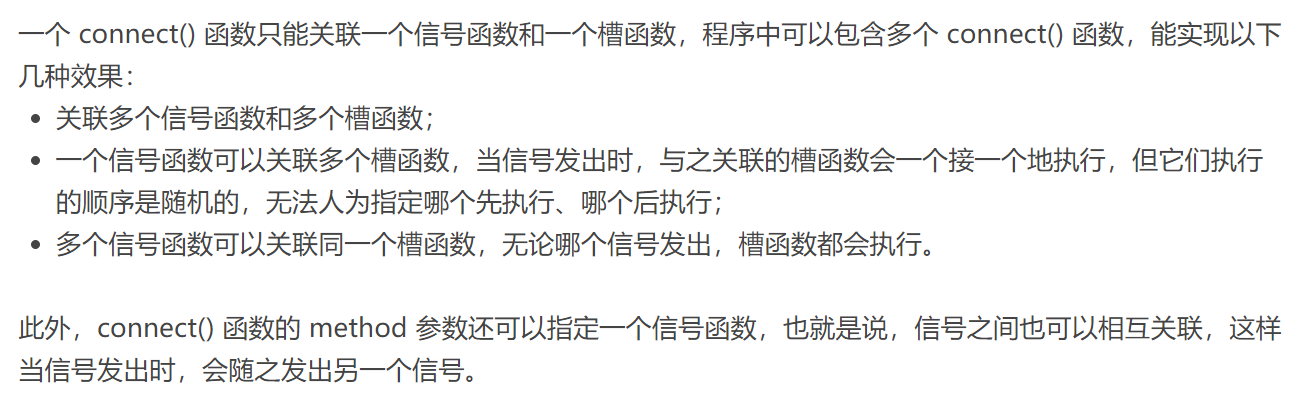 一个 connect() 函数只能关联一个信号函数和一个槽函数，程序中可以包含多个 connect() 函数，能实现以下
几种效果：
• 关联多个信号函数和多个槽函数；
• 一个信号函数可以关联多个槽函数，当信号发出时，与之关联的槽函数会一个接一个地执行，但它们执行
的顺序是随机的，无法人为指定哪个先执行、哪个后执行；
• 多个信号函数可以关联同一个槽函数，无论哪个信号发出，槽函数都会执行。
此外，connect() 函数的 method 参数还可以指定一个信号函数，也就是说，信号之间也可以相互关联，这样
当信号发出时，会随之发出另一个信号。